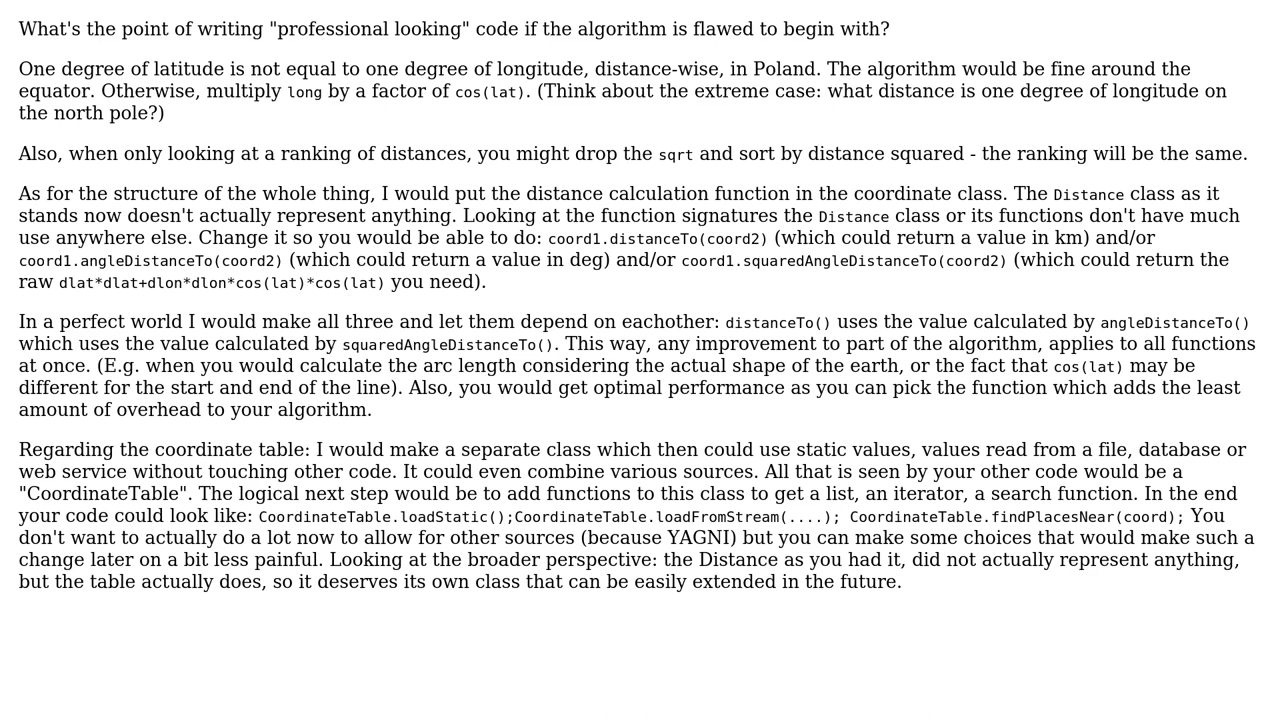 What's the point of writing "professional looking" code if the algorithm is flawed to begin with?
One degree of latitude is not equal to one degree of longitude, distance-wise, in Poland. The algorithm would be fine around the
equator. Otherwise, multiply long by a factor of cos(lat). (Think about the extreme case: what distance is one degree of longitude on
the north pole?)
Also, when only looking at a ranking of distances, you might drop the sqrt and sort by distance squared - the ranking will be the same.
As for the structure of the whole thing, I would put the distance calculation function in the coordinate class. The Distance class as it
stands now doesn't actually represent anything. Looking at the function signatures the Distance class or its functions don't have much
use anywhere else. Change it so you would be able to do: coord1.distanceTo(coord2) (which could return a value in km) and/or
coord1.angleDistanceTo(coord2) (which could return a value in deg) and/or coord1.squaredAngleDistanceTo(coord2) (which could return the
raw dlat*dlat+dlon*dlon*cos(lat)*cos(lat) you need).
In a perfect world I would make all three and let them depend on eachother: distanceTo() uses the value calculated by angleDistanceTo()
which uses the value calculated by squaredAngleDistanceTo(). This way, any improvement to part of the algorithm, applies to all functions
at once. (E.g. when you would calculate the arc length considering the actual shape of the earth, or the fact that cos(lat) may be
different for the start and end of the line). Also, you would get optimal performance as you can pick the function which adds the least
amount of overhead to your algorithm.
Regarding the coordinate table: I would make a separate class which then could use static values, values read from a file, database or
web service without touching other code. It could even combine various sources. All that is seen by your other code would be a
"CoordinateTable". The logical next step would be to add functions to this class to get a list, an iterator, a search function. In the end
your code could look like: CoordinateTable.loadStatic();CoordinateTable.loadFromStream(....); CoordinateTable.findPlacesNear(coord); You
don't want to actually do a lot now to allow for other sources (because YAGNI) but you can make some choices that would make such a
change later on a bit less painful. Looking at the broader perspective: the Distance as you had it, did not actually represent anything,
but the table actually does, so it deserves its own class that can be easily extended in the future.